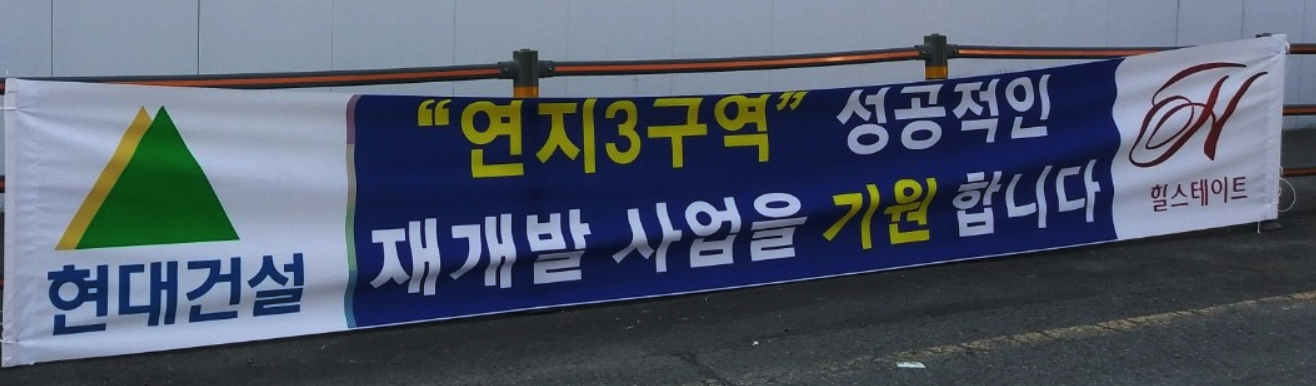 현대건설
“연지3구역” 성공적인
재개발 사업을 기원 합니다
H
힐스테이트